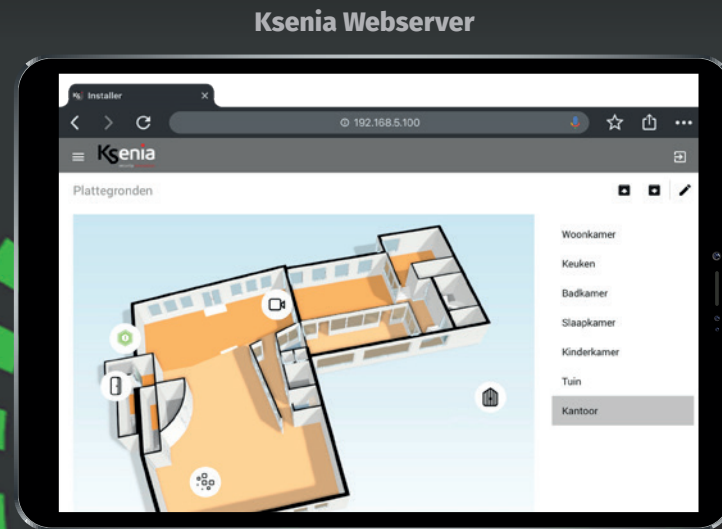 Ksenia Webserver
Installer
192.168.5.100
Ksenia
Plattegronden
Woonkamer
Keuken
Badkamer
Slaapkamer
Kinderkamer
Tuin
Kantoor